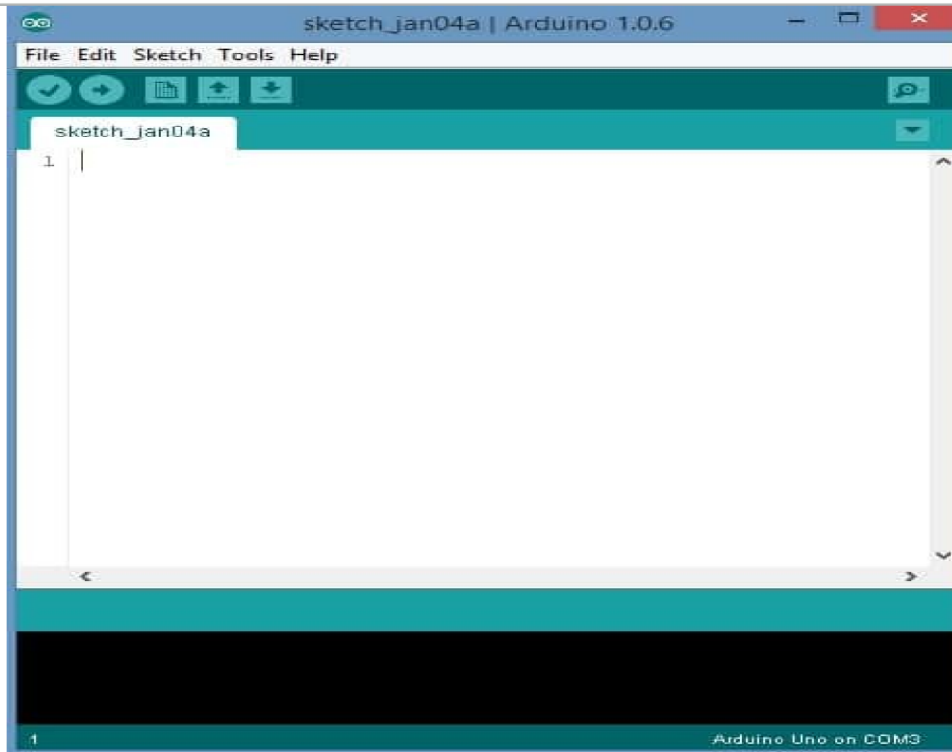 sketch_jan04a | Arduino 1.0.6
File Edit Sketch Tools Help
sketch_jan04a
1
1 Arduino Uno on COM3